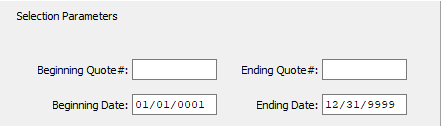 Selection Parameters
Beginning Quote#: Ending Quote#:
Beginning Date: 01/01/0001 Ending Date: 12/31/9999